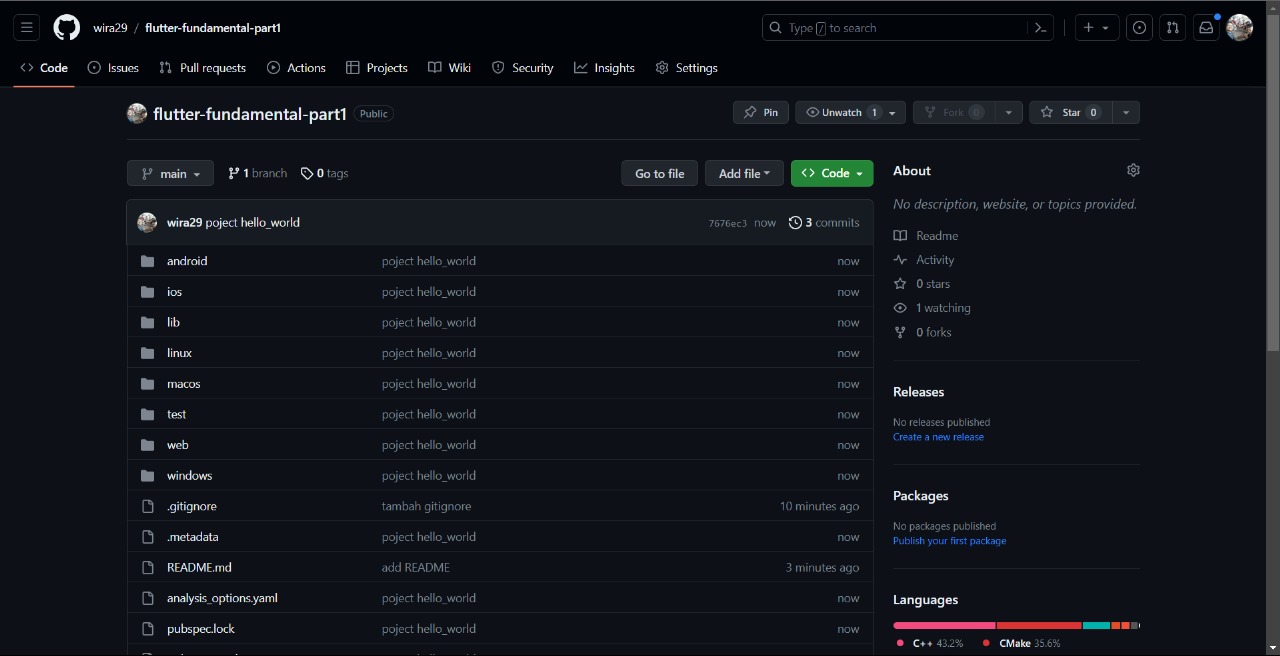 wira29 / flutter-fundamental-part1
Type / to search
Code Issues Pull requests Actions Projects Wiki Security Insights Settings
flutter-fundamental-part1 Public
Pin Unwatch 1 Fork 0 Star 0
main 1 branch 0 tags Go to file Add file Code
wira29 poject hello_world 7676ec3 now 3 commits
android poject hello_world now
ios poject hello_world now
lib poject hello_world now
linux poject hello_world now
macos poject hello_world now
test poject hello_world now
web poject hello_world now
windows poject hello_world now
.gitignore tambah gitignore 10 minutes ago
.metadata poject hello_world now
README.md add README 3 minutes ago
analysis_options.yaml poject hello_world now
pubspec.lock poject hello_world now
About
No description, website, or topics provided.
Readme
Activity
0 stars
1 watching
0 forks
Releases
No releases published
Create a new release
Packages
No packages published
Publish your first package
Languages
C++ 43.2% CMake 35.6%